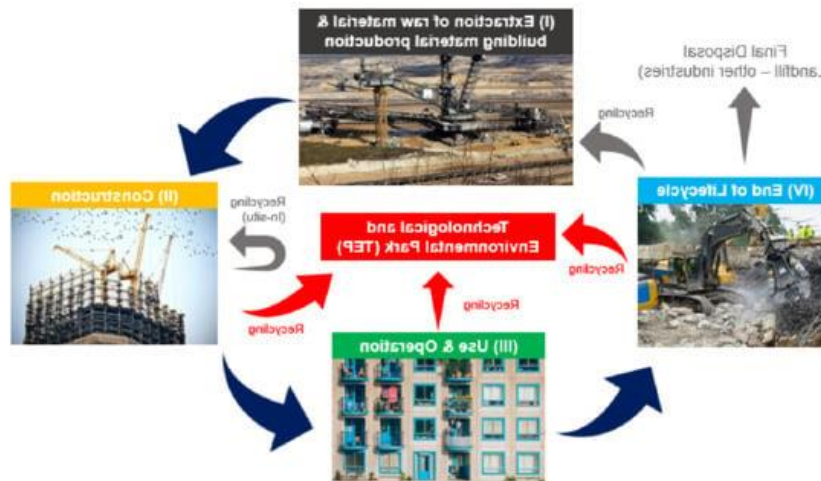 (I) Extraction of raw material &
building material production
Final Disposal
Landfill – other industries)
Recycling
(II) Construction
Recycling
(in-situ)
Technological and
Environmental Park (TEP)
(IV) End of Lifecycle
Recycling
Recycling
Recycling
(III) Use & Operation